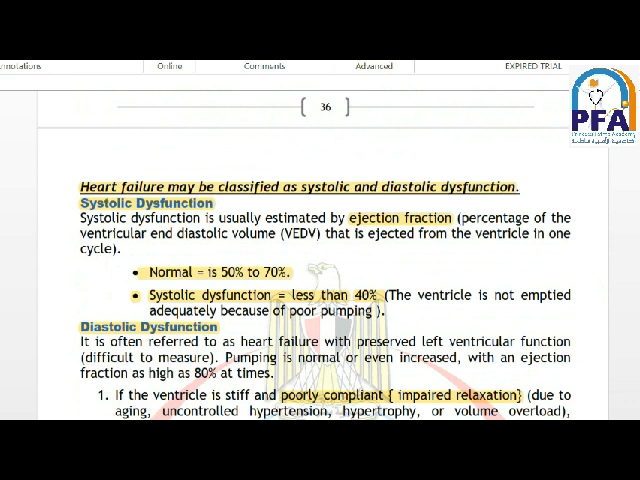 nnotations Online Comments Advanced EXPIRED TRIAL
PFA
36
Heart failure may be classified as systolic and diastolic dysfunction.
Systolic Dysfunction
Systolic dysfunction is usually estimated by ejection fraction (percentage of the
ventricular end diastolic volume (VEDV) that is ejected from the ventricle in one
cycle).
• Normal = is 50% to 70%.
• Systolic dysfunction = less than 40% (The ventricle is not emptied
adequately because of poor pumping ).
Diastolic Dysfunction
It is often referred to as heart failure with preserved left ventricular function
(difficult to measure). Pumping is normal or even increased, with an ejection
fraction as high as 80% at times.
1. If the ventricle is stiff and poorly compliant { impaired relaxation} (due to
aging, uncontrolled hypertension, hypertrophy, or volume overload),